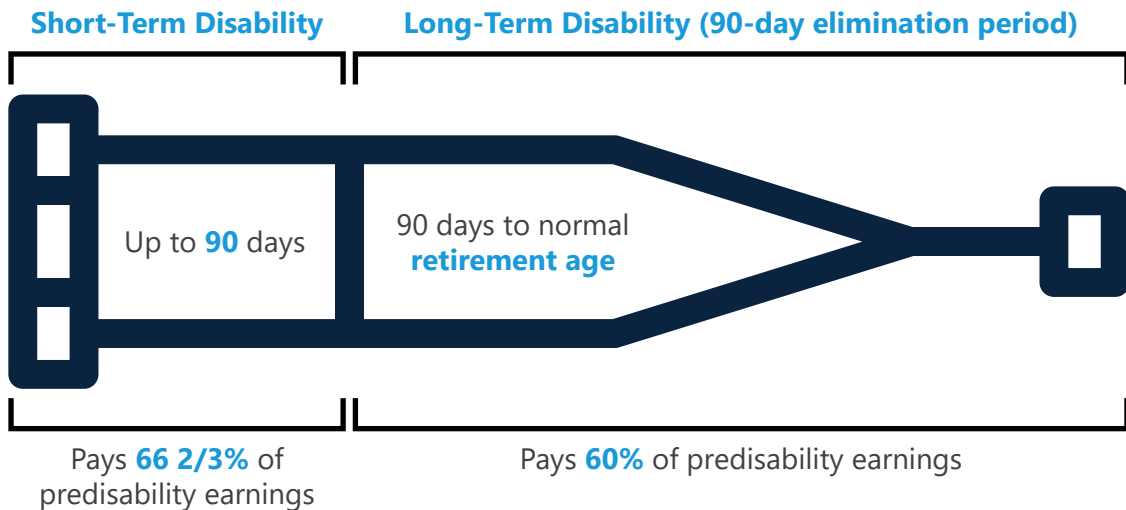 Short-Term Disability
Long-Term Disability (90-day elimination period)
Up to 90 days
90 days to normal
retirement age
Pays 66 2/3% of
predisability earnings
Pays 60% of predisability earnings